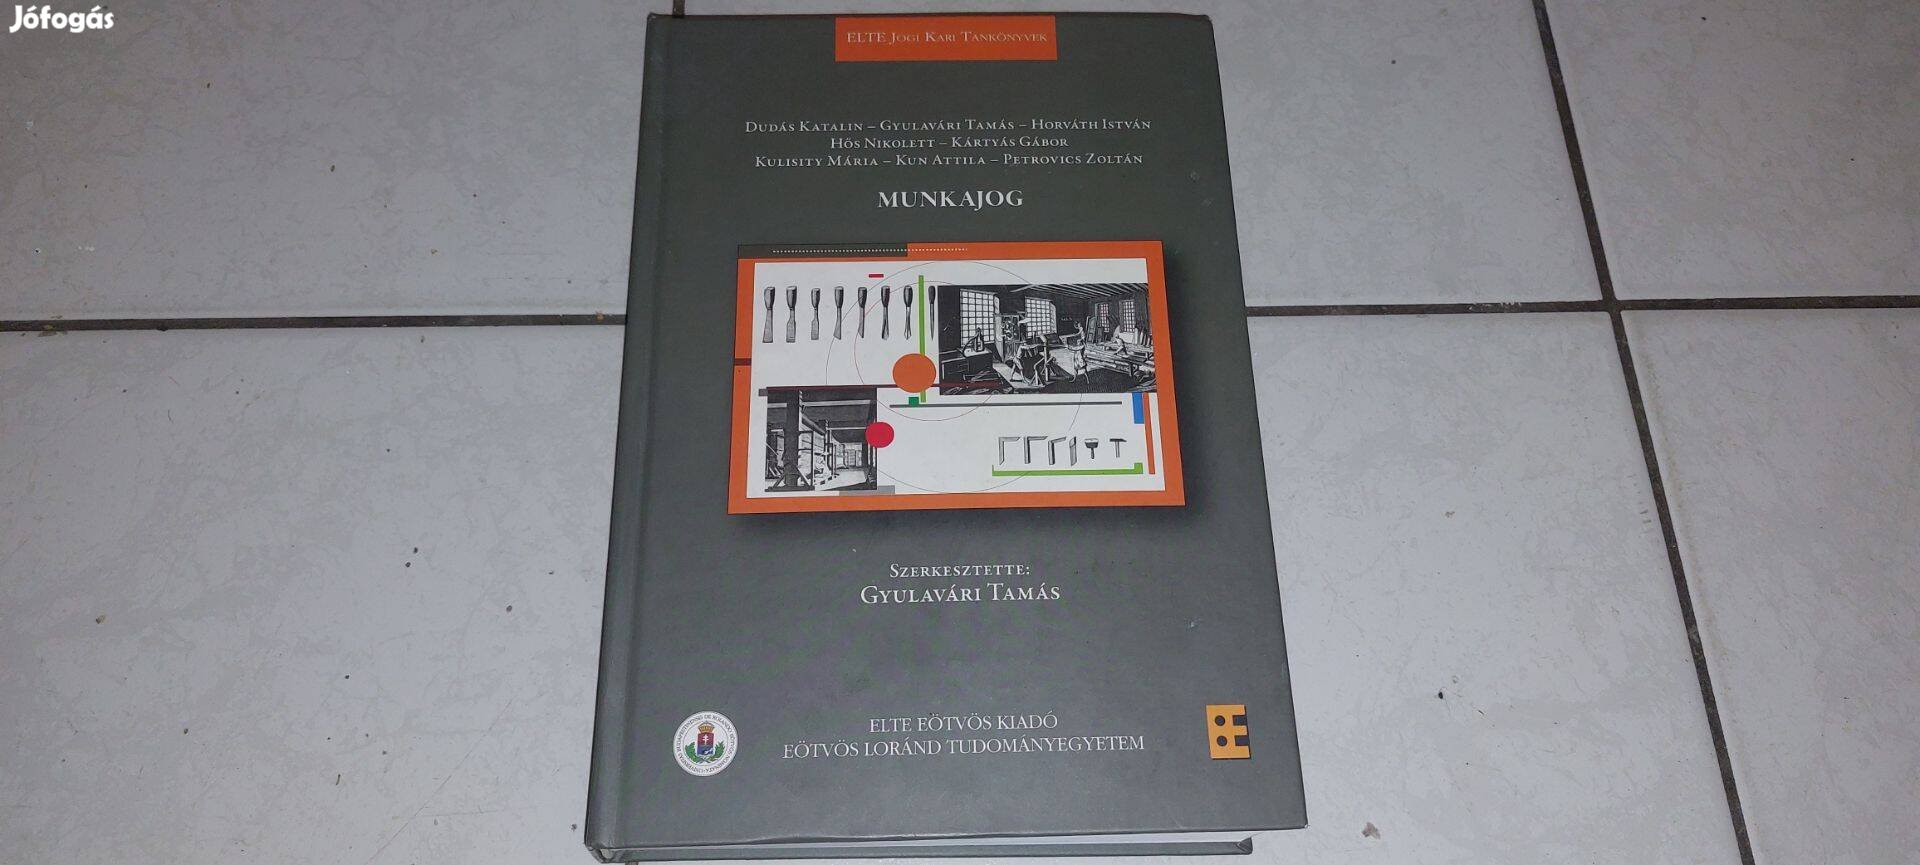 Jófogás
ELTE Jogi Kari Tankönyvek
Dudás Katalin – Gyulavári Tamás – Horváth István
Hős Nikolett – Kártyás Gábor
Kulisity Mária – Kun Attila – Petrovics Zoltán
MUNKAJOG
Szerkesztette:
Gyulavári Tamás
ELTE EÖTVÖS KIADÓ
EÖTVÖS LORÁND TUDOMÁNYEGYETEM